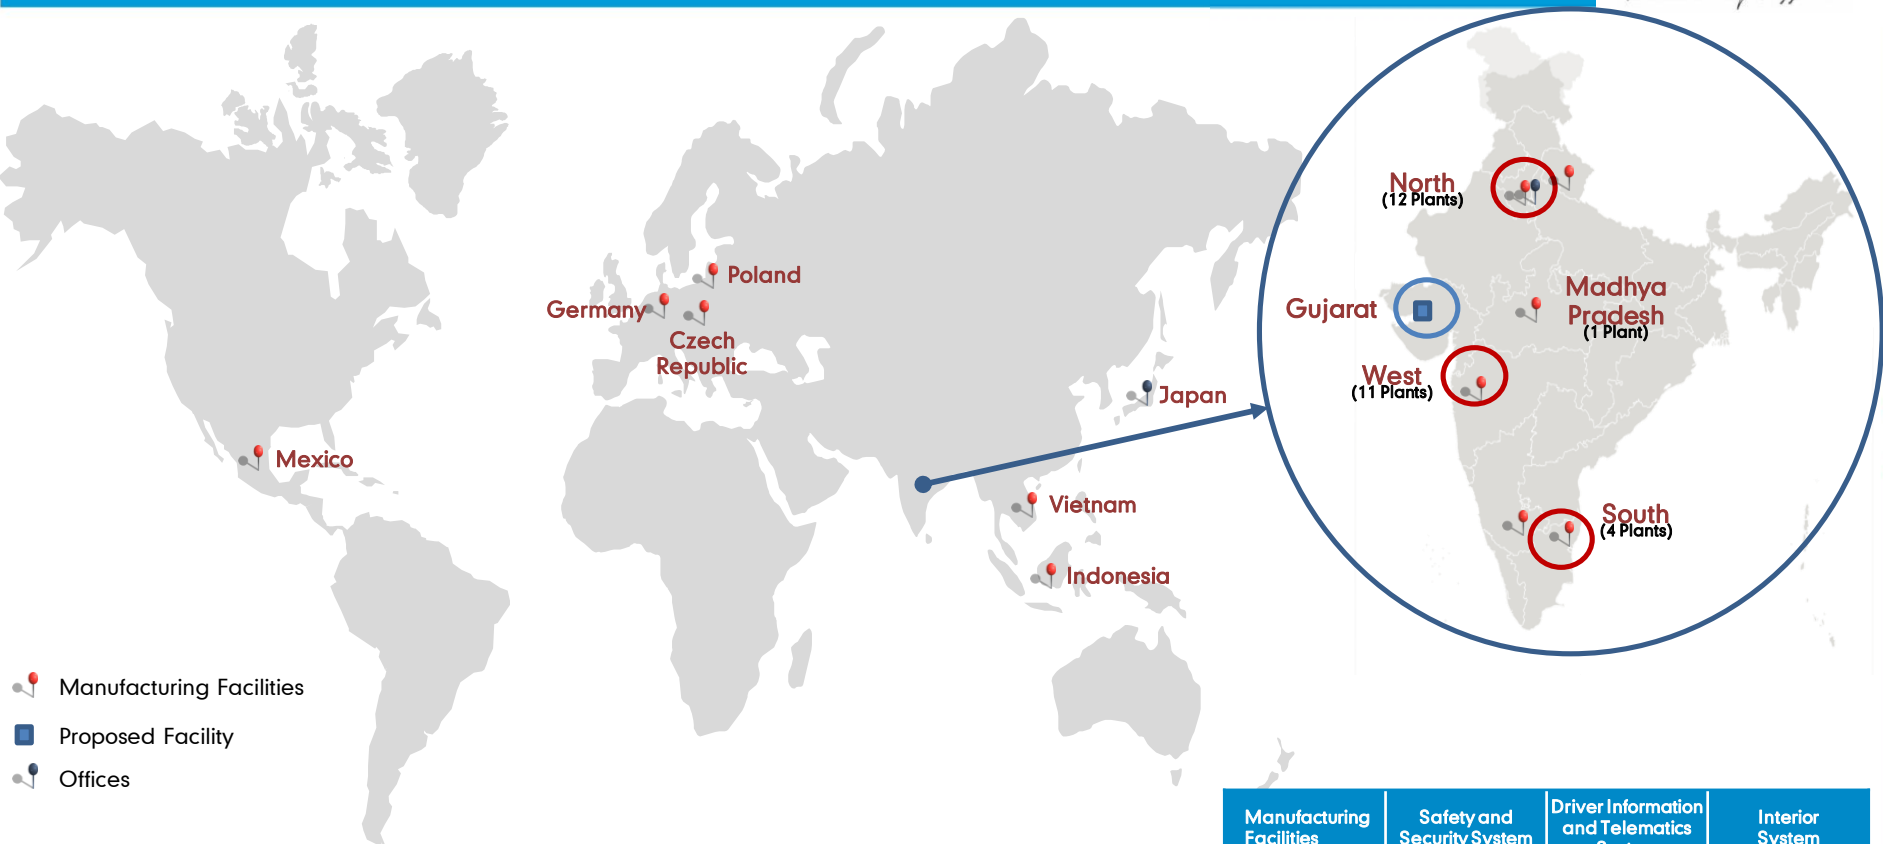 North
(12 Plants)
Poland
Germany
Czech
Republic
Gujarat
Madhya
Pradesh
(1 Plant)
West
(11 Plants)
Japan
Mexico
Vietnam
South
(4 Plants)
Indonesia
Manufacturing Facilities
Proposed Facility
Offices
Manufacturing
Facilities
Safety and
Security System
Driver Information
and Telematics
Interior
System